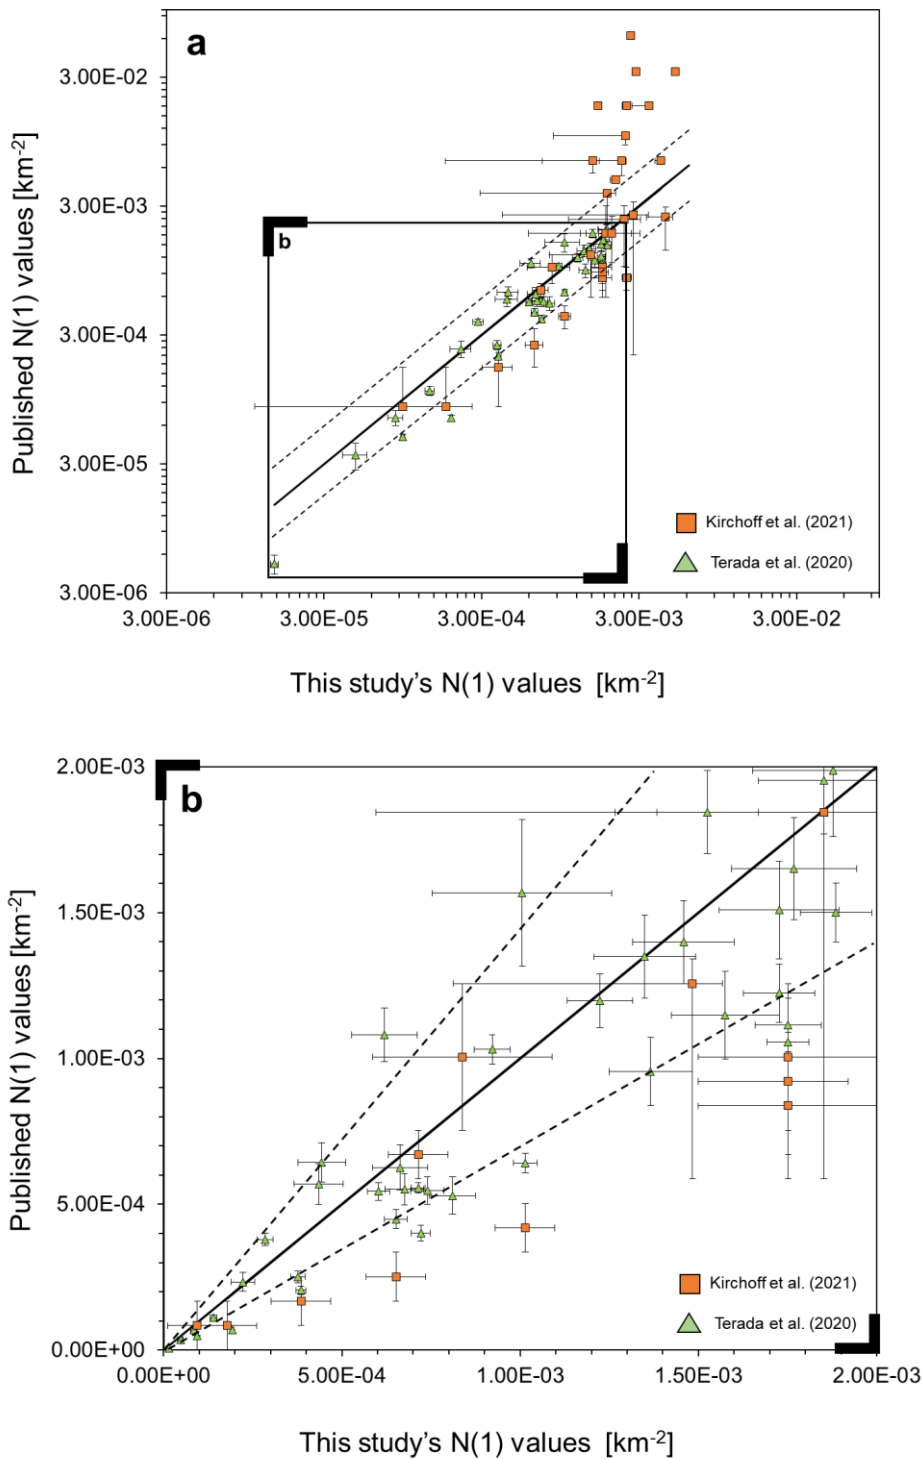 a
3.00E-02
3.00E-03
3.00E-04
3.00E-05
3.00E-06
Published N(1) values [km-2]
b
Kirchoff et al. (2021)
Terada et al. (2020)
3.00E-06 3.00E-05 3.00E-04 3.00E-03 3.00E-02
This study's N(1) values [km-2]
2.00E-03
b
1.50E-03
1.00E-03
5.00E-04
0.00E+00
Published N(1) values [km-2]
Kirchoff et al. (2021)
Terada et al. (2020)
0.00E+00 5.00E-04 1.00E-03 1.50E-03 2.00E-03
This study's N(1) values [km-2]